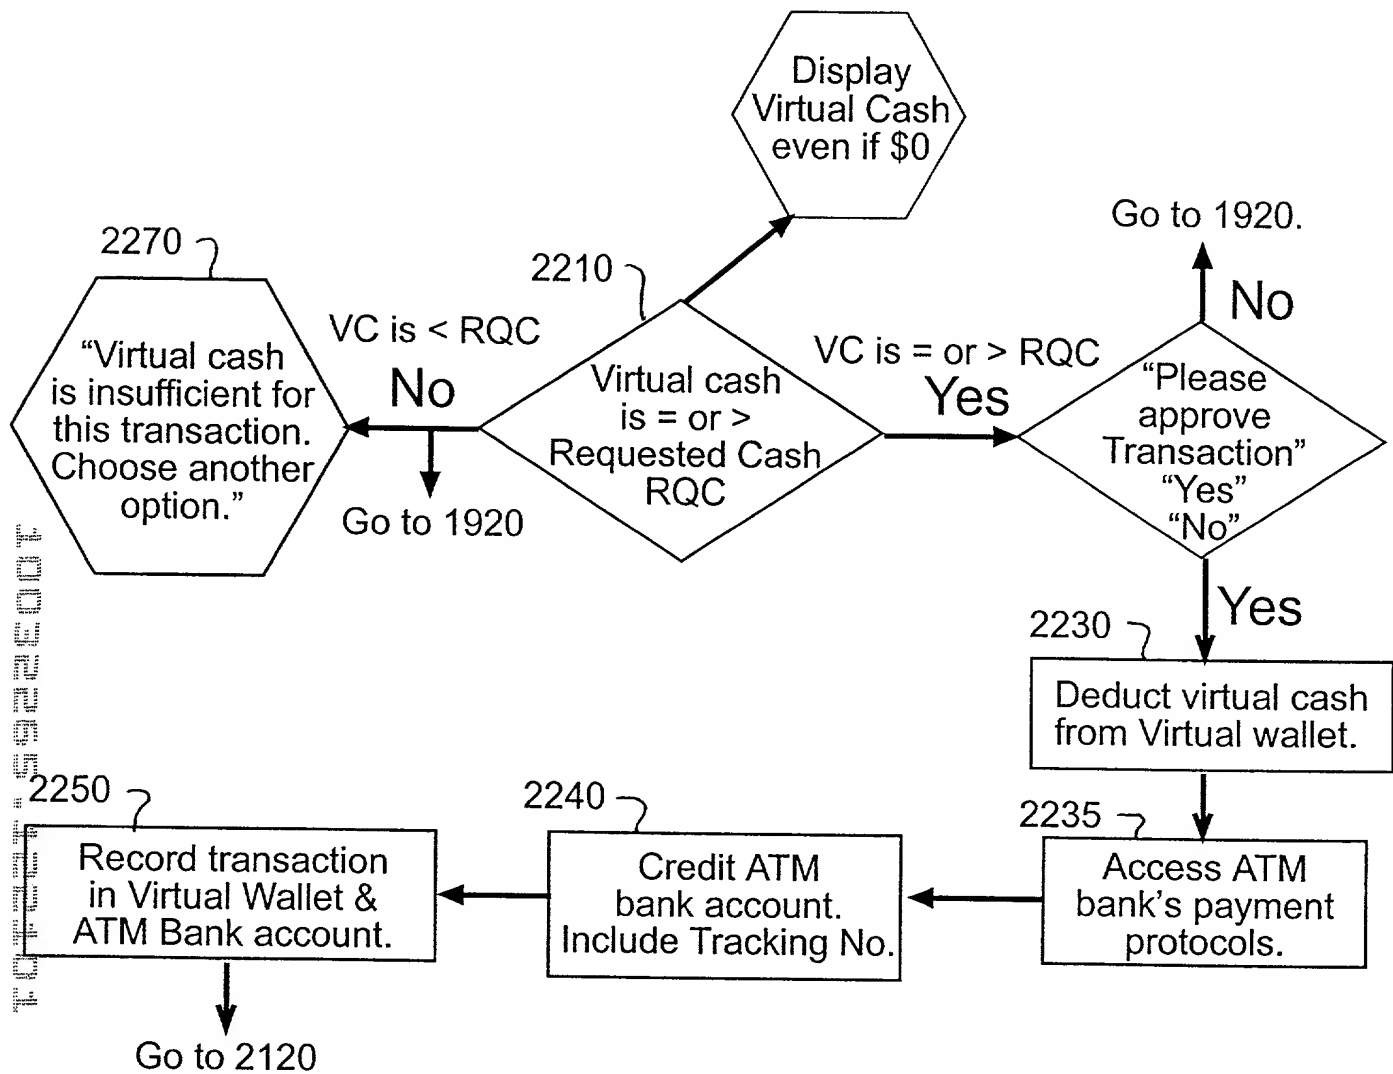 Display
Virtual Cash
even if $0
Go to 1920.
No
2270
2210
VC is < RQC
No
VC is = or > RQC
Yes
“Virtual cash
is insufficient for
this transaction.
Choose another
option.”
Virtual cash
is = or >
Requested Cash
RQC
“Please
approve
Transaction”
“Yes”
“No”
Go to 1920
Yes
2230
Deduct virtual cash
from Virtual wallet.
2250
2240
2235
Record transaction
in Virtual Wallet &
ATM Bank account.
Credit ATM
bank account.
Include Tracking No.
Access ATM
bank’s payment
protocols.
Go to 2120